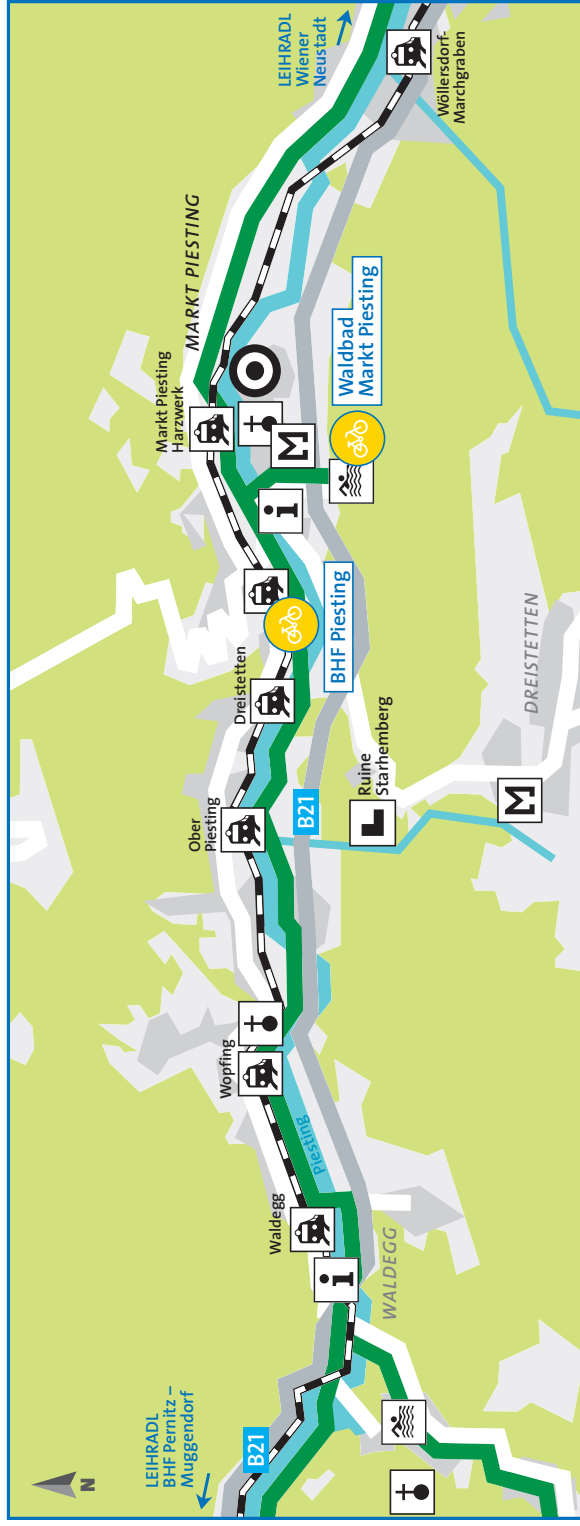 LEIHRADL
BHF Pernitz –
Muggendorf
N
B21
Waldegg
i
WALDEGG
Piesting
Wopfing
Ober
Piesting
B21
Dreistetten
Ruine
Starhemberg
M
DREISTETTEN
BHF Piesting
i
M
Markt Piesting
Harzwerk
MARKT PIESTING
Waldbad
Markt Piesting
LEIHRADL
Wiener
Neustadt
Wöllersdorf-
Marchgraben